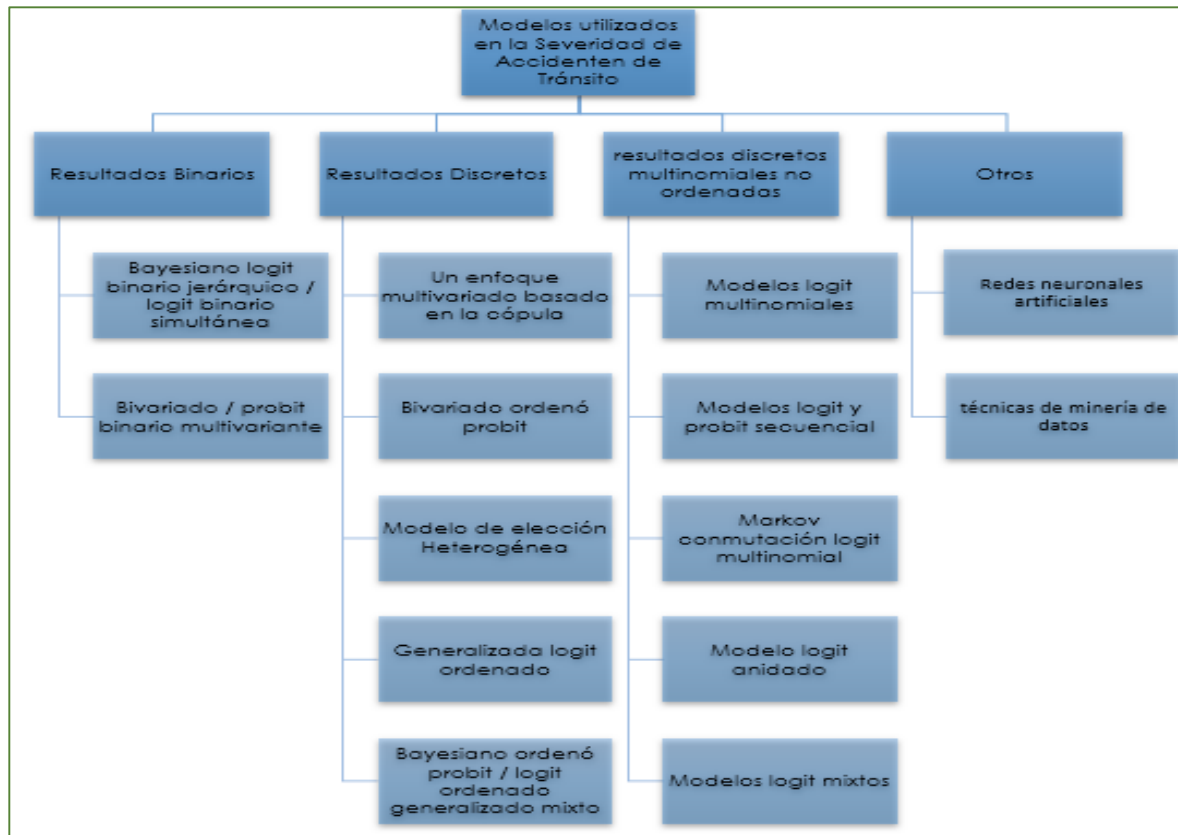 Modelos utilizados
en la Severidad de
Accidenten de
Tránsito
Resultados Binarios
Bayesiano logit
binario jerárquico /
logit binario
simultánea
Bivariado / probit
binario multivariante
Resultados Discretos
Un enfoque
multivariado basado
en la cópula
Bivariado ordenó
probit
Modelo de elección
Heterogénea
Generalizada logit
ordenado
Bayesiano ordenó
probit / logit
ordenado
generalizado mixto
resultados discretos
multinomiales no
ordenadas
Modelos logit
multinomiales
Modelos logit y
probit secuencial
Markov
conmutación logit
multinomial
Modelo logit
anidado
Modelos logit mixtos
Otros
Redes neuronales
artificiales
técnicas de minería de
datos